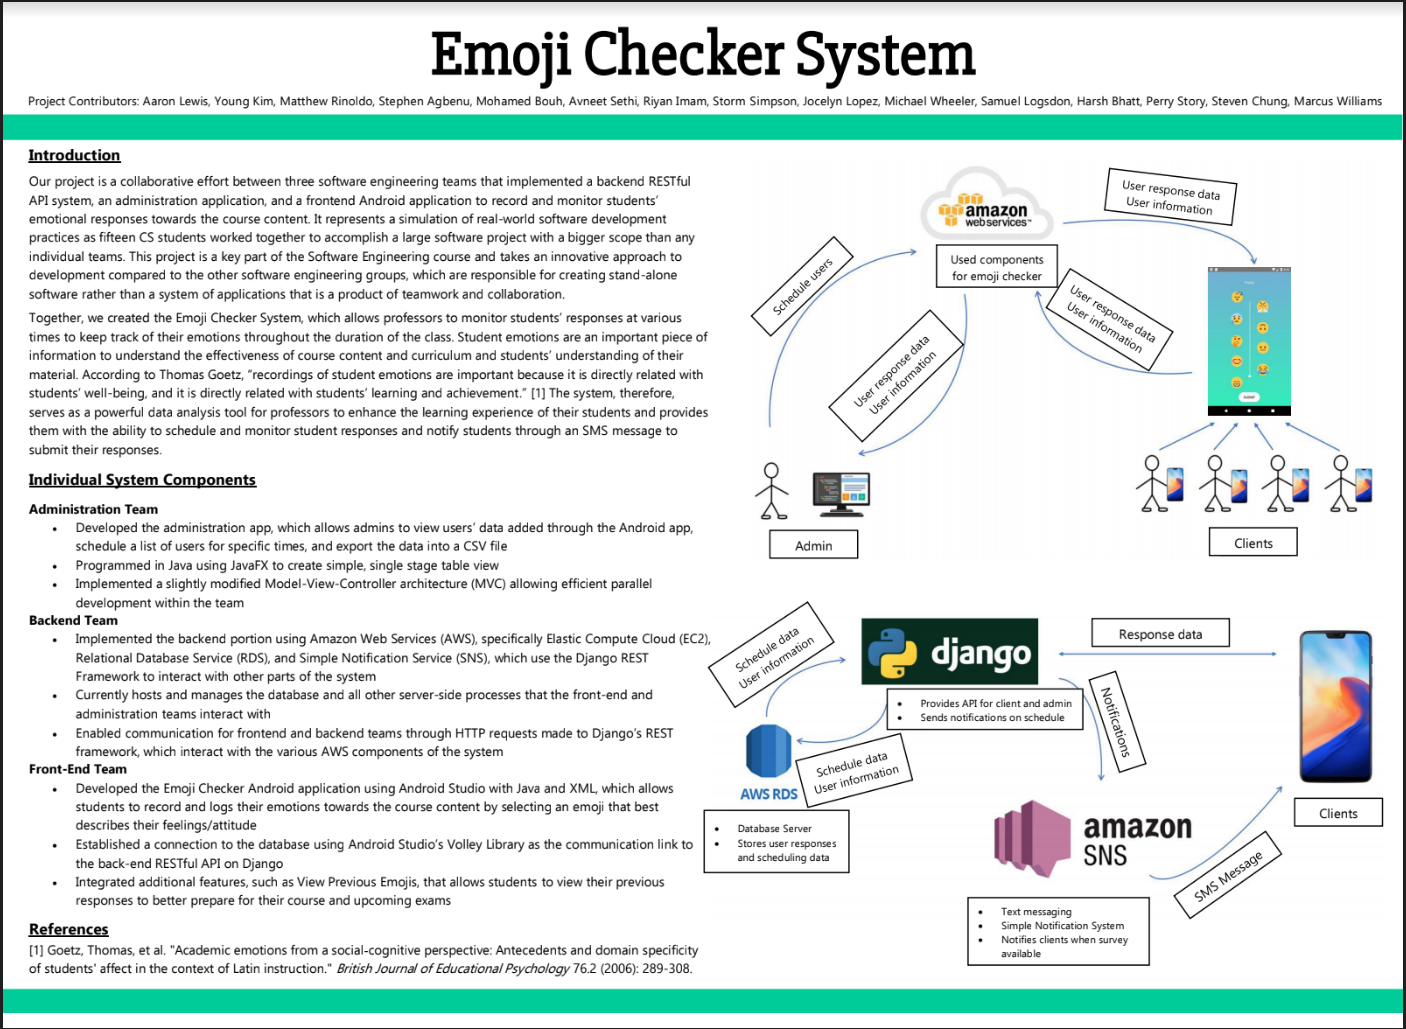 Emoji Checker System
Project Contributors: Aaron Lewis, Young Kim, Matthew Rinoldo, Stephen Agbenu, Mohamed Bouh, Avneet Sethi, Riyan Imam, Storm Simpson, Jocelyn Lopez, Michael Wheeler, Samuel Logsdon, Harsh Bhatt, Perry Story, Steven Chung, Marcus Williams
Introduction
Our project is a collaborative effort between three software engineering teams that implemented a backend RESTful
API system, an administration application, and a frontend Android application to record and monitor students’
emotional responses towards the course content. It represents a simulation of real-world software development
practices as fifteen CS students worked together to accomplish a large software project with a bigger scope than any
individual teams. This project is a key part of the Software Engineering course and takes an innovative approach to
development compared to the other software engineering groups, which are responsible for creating stand-alone
software rather than a system of applications that is a product of teamwork and collaboration.
Together, we created the Emoji Checker System, which allows professors to monitor students’ responses at various
times to keep track of their emotions throughout the duration of the class. Student emotions are an important piece of
information to understand the effectiveness of course content and curriculum and students’ understanding of their
material. According to Thomas Goetz, “recordings of student emotions are important because it is directly related with
students’ well-being, and it is directly related with students’ learning and achievement.” [1] The system, therefore,
serves as a powerful data analysis tool for professors to enhance the learning experience of their students and provides
them with the ability to schedule and monitor student responses and notify students through an SMS message to
submit their responses.
Individual System Components
Administration Team
• Developed the administration app, which allows admins to view users’ data added through the Android app,
schedule a list of users for specific times, and export the data into a CSV file
• Programmed in Java using JavaFX to create simple, single stage table view
• Implemented a slightly modified Model-View-Controller architecture (MVC) allowing efficient parallel
development within the team
Backend Team
• Implemented the backend portion using Amazon Web Services (AWS), specifically Elastic Compute Cloud (EC2),
Relational Database Service (RDS), and Simple Notification Service (SNS), which use the Django REST
Framework to interact with other parts of the system
• Currently hosts and manages the database and all other server-side processes that the front-end and
administration teams interact with
• Enabled communication for frontend and backend teams through HTTP requests made to Django’s REST
framework, which interact with the various AWS components of the system
Front-End Team
• Developed the Emoji Checker Android application using Android Studio with Java and XML, which allows
students to record and logs their emotions towards the course content by selecting an emoji that best
describes their feelings/attitude
• Established a connection to the database using Android Studio’s Volley Library as the communication link to
the back-end RESTful API on Django
• Integrated additional features, such as View Previous Emojis, that allows students to view their previous
responses to better prepare for their course and upcoming exams
References
[1] Goetz, Thomas, et al. "Academic emotions from a social-cognitive perspective: Antecedents and domain specificity
of students' affect in the context of Latin instruction." British Journal of Educational Psychology 76.2 (2006): 289-308.
amazon
webservices™
Used components
for emoji checker
User response data
User information
Schedule users
User response data
User information
User response data
User information
Admin
Clients
Schedule data
User information
django
• Provides API for client and admin
• Sends notifications on schedule
Response data
Notifications
Schedule data
User information
AWS RDS
• Database Server
• Stores user responses
and scheduling data
amazon
SNS
SMS Message
Clients
• Text messaging
• Simple Notification System
• Notifies clients when survey
available